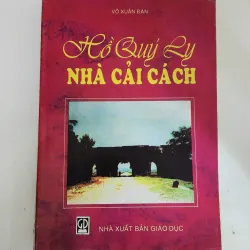 VÕ XUÂN ĐÀN
Hồ Quý Ly
NHÀ CẢI CÁCH
NHÀ XUẤT BẢN GIÁO DỤC